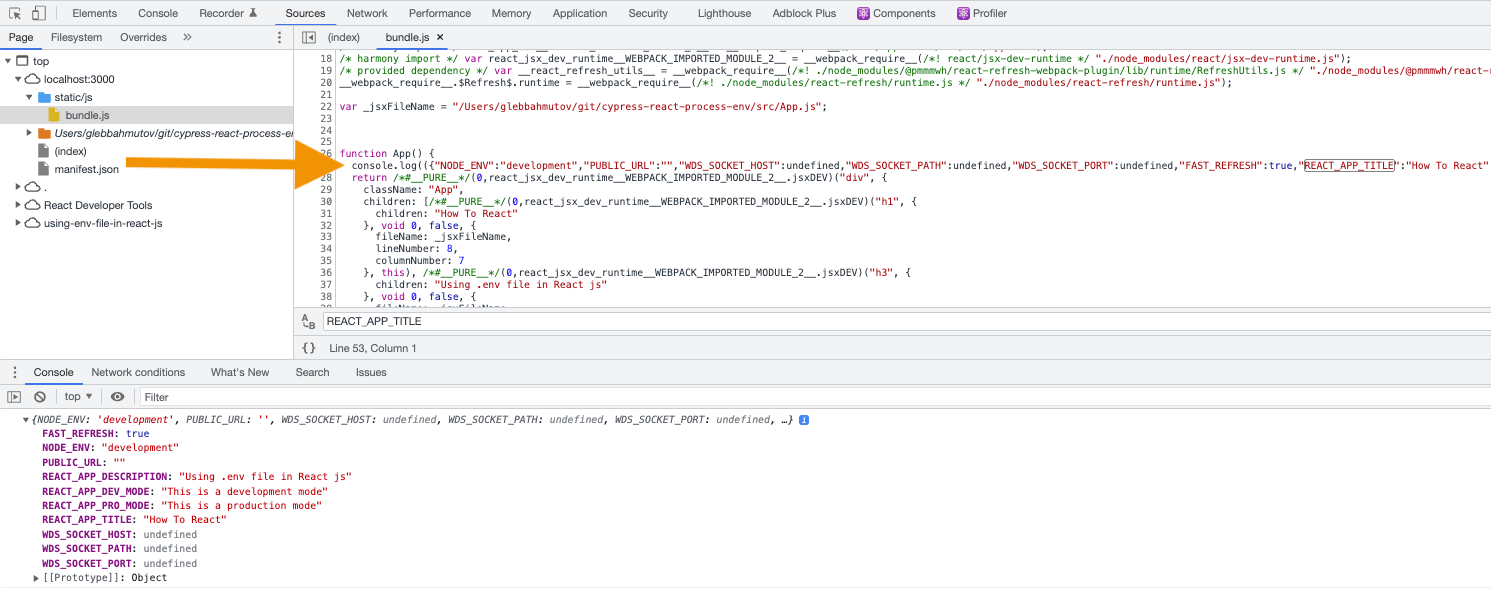 Elements Console Recorder Sources Network Performance Memory Application Security Lighthouse Adblock Plus Components Profiler
Page Filesystem Overrides » (index) bundle.js ×
top
localhost:3000
static/js
bundle.js
Users/glebbahmutov/git/cypress-react-process-en
(index)
manifest.json
.
React Developer Tools
using-env-file-in-react-js
18 /* harmony import */ var react_jsx_dev_runtime__WEBPACK_IMPORTED_MODULE_2__ = __webpack_require__(/*! react/jsx-dev-runtime */ "./node_modules/react/jsx-dev-runtime.js");
19 /* provided dependency */ var __react_refresh_utils__ = __webpack_require__(/*! ./node_modules/@pmmmwh/react-refresh-webpack-plugin/lib/runtime/RefreshUtils.js */ "./node_modules/@pmmmwh/react-r
20 __webpack_require__.$Refresh$.runtime = __webpack_require__(/*! ./node_modules/react-refresh/runtime.js */ "./node_modules/react-refresh/runtime.js");
21
22 var _jsxFileName = "/Users/glebbahmutov/git/cypress-react-process-env/src/App.js";
23
24
25
26 function App() {
console.log(({"NODE_ENV":"development","PUBLIC_URL":"","WDS_SOCKET_HOST":undefined,"WDS_SOCKET_PATH":undefined,"WDS_SOCKET_PORT":undefined,"FAST_REFRESH":true,"REACT_APP_TITLE":"How To React"
28 return /*#__PURE__*/(0,react_jsx_dev_runtime__WEBPACK_IMPORTED_MODULE_2__.jsxDEV)("div", {
29 className: "App",
30 children: [/*#__PURE__*/(0,react_jsx_dev_runtime__WEBPACK_IMPORTED_MODULE_2__.jsxDEV)("h1", {
31 children: "How To React"
32 }, void 0, false, {
33 fileName: _jsxFileName,
34 lineNumber: 8,
35 columnNumber: 7
36 }, this), /*#__PURE__*/(0,react_jsx_dev_runtime__WEBPACK_IMPORTED_MODULE_2__.jsxDEV)("h3", {
37 children: "Using .env file in React js"
38 }, void 0, false, {
REACT_APP_TITLE
{} Line 53, Column 1
Console Network conditions What's New Search Issues
top ▼ Filter
{NODE_ENV: 'development', PUBLIC_URL: '', WDS_SOCKET_HOST: undefined, WDS_SOCKET_PATH: undefined, WDS_SOCKET_PORT: undefined, …} i
FAST_REFRESH: true
NODE_ENV: "development"
PUBLIC_URL: ""
REACT_APP_DESCRIPTION: "Using .env file in React js"
REACT_APP_DEV_MODE: "This is a development mode"
REACT_APP_PRO_MODE: "This is a production mode"
REACT_APP_TITLE: "How To React"
WDS_SOCKET_HOST: undefined
WDS_SOCKET_PATH: undefined
WDS_SOCKET_PORT: undefined
[[Prototype]]: Object